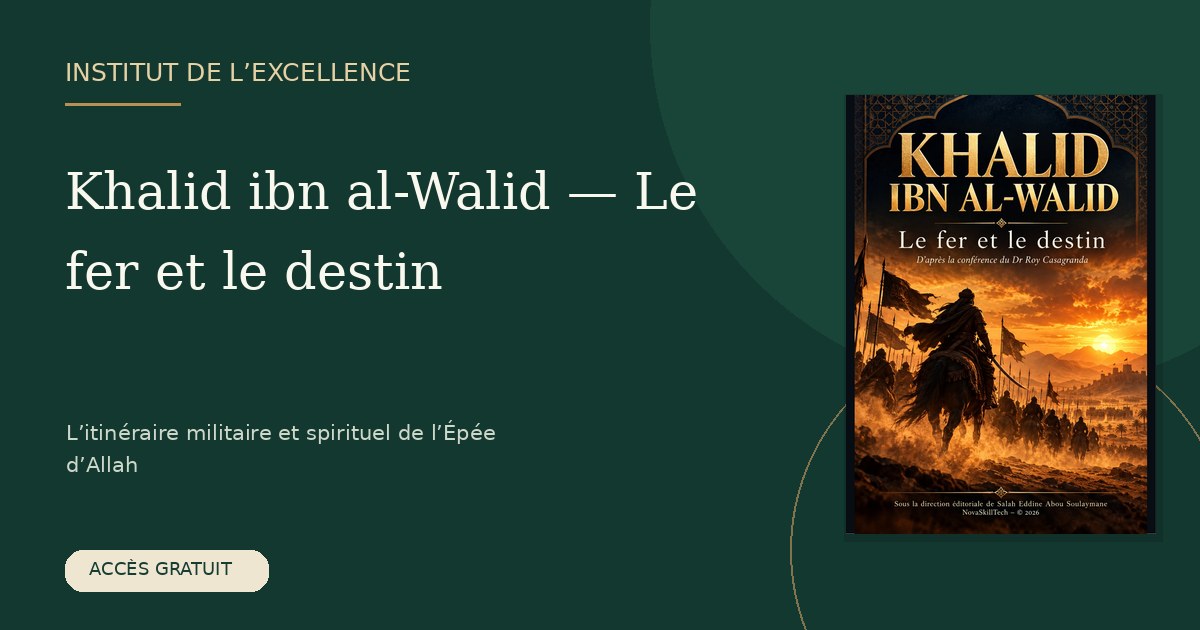 INSTITUT DE L’EXCELLENCE
Khalid ibn al-Walid — Le
fer et le destin
L’itinéraire militaire et spirituel de l’Épée
d’Allah
ACCÈS GRATUIT
KHALID
IBN AL-WALID
Le fer et le destin
D’après la conférence du Dr Roy Casagranda
Sous la direction éditoriale de Salah Eddine Abou Soulaymane
NovaSkillTech – © 2026